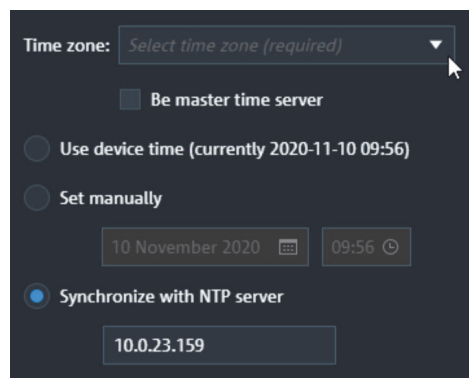 Time zone: Select time zone (required)
Be master time server
Use device time (currently 2020-11-10 09:56)
Set manually
10 November 2020 09:56
Synchronize with NTP server
10.0.23.159